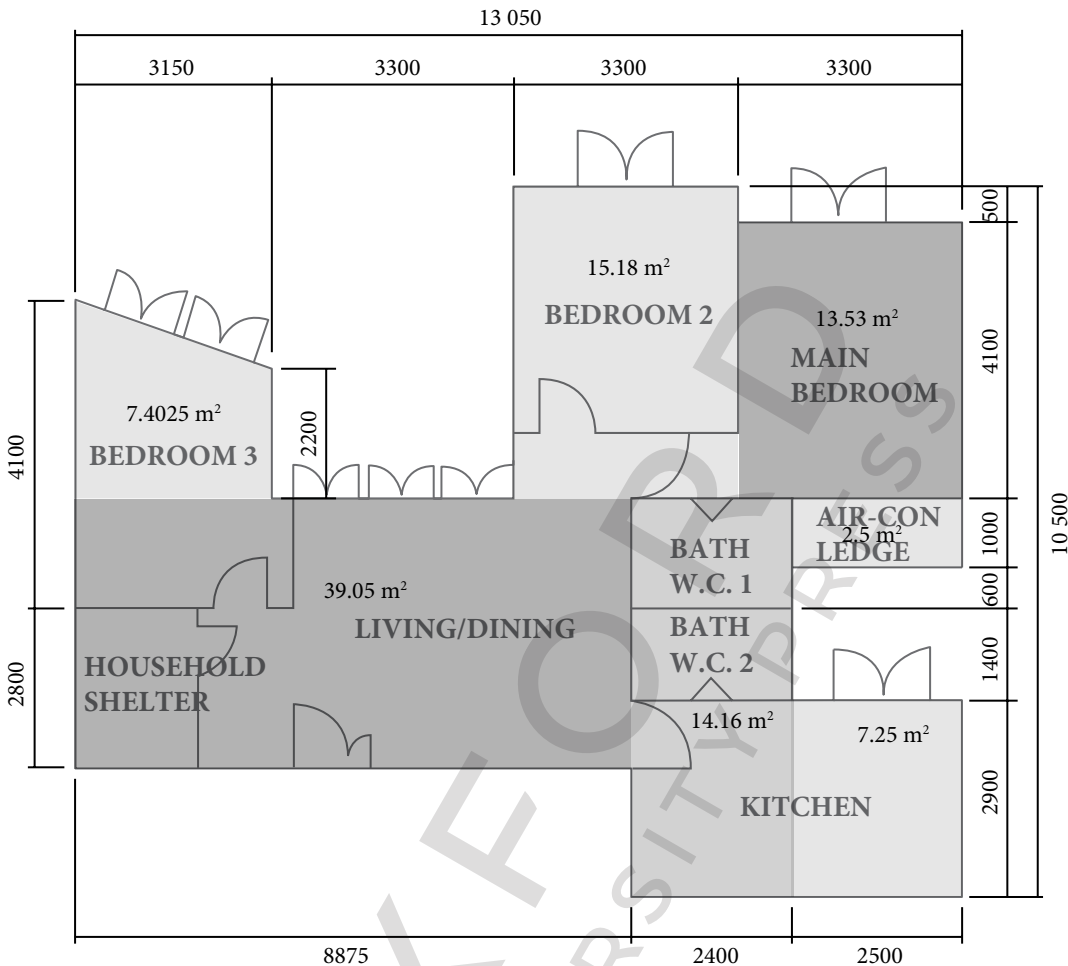 13 050
3150
3300
3300
3300
500
15.18 m²
BEDROOM 2
13.53 m²
MAIN
BEDROOM
4100
7.4025 m²
BEDROOM 3
4100
2200
10 500
AIR-CON
2.5 m²
LEDGE
1000
BATH
W.C. 1
39.05 m²
600
LIVING/DINING
BATH
W.C. 2
1400
HOUSEHOLD
SHELTER
2800
14.16 m²
7.25 m²
KITCHEN
2900
8875
2400
2500
OXFORD
UNIVERSITY PRESS